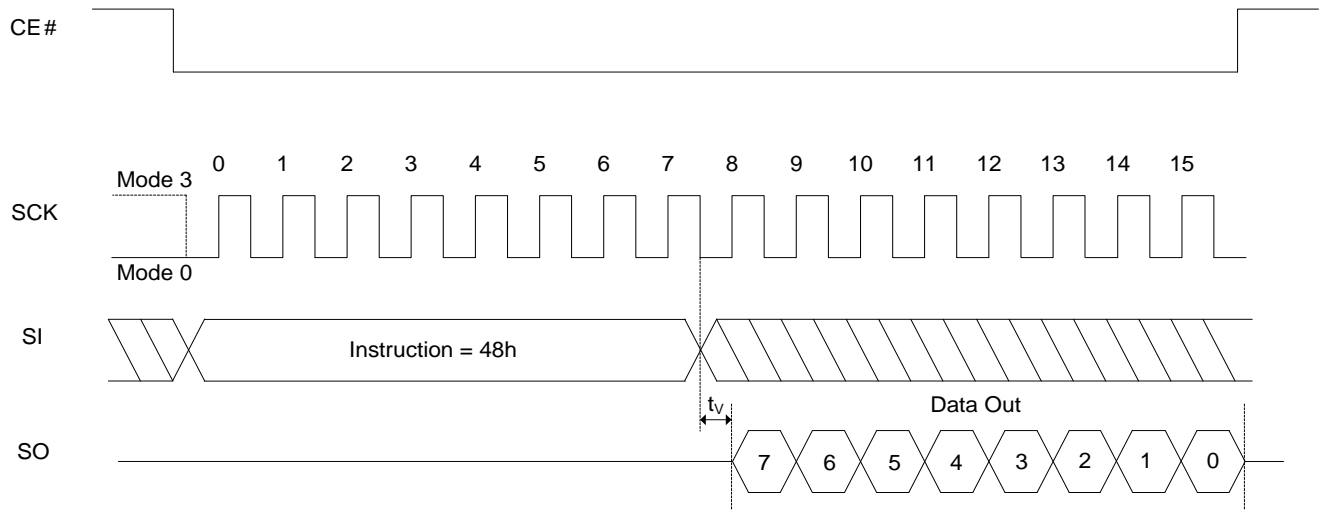 CE#
0 1 2 3 4 5 6 7 8 9 10 11 12 13 14 15
Mode 3
SCK
Mode 0
SI
Instruction = 48h
tV
Data Out
SO
7 6 5 4 3 2 1 0